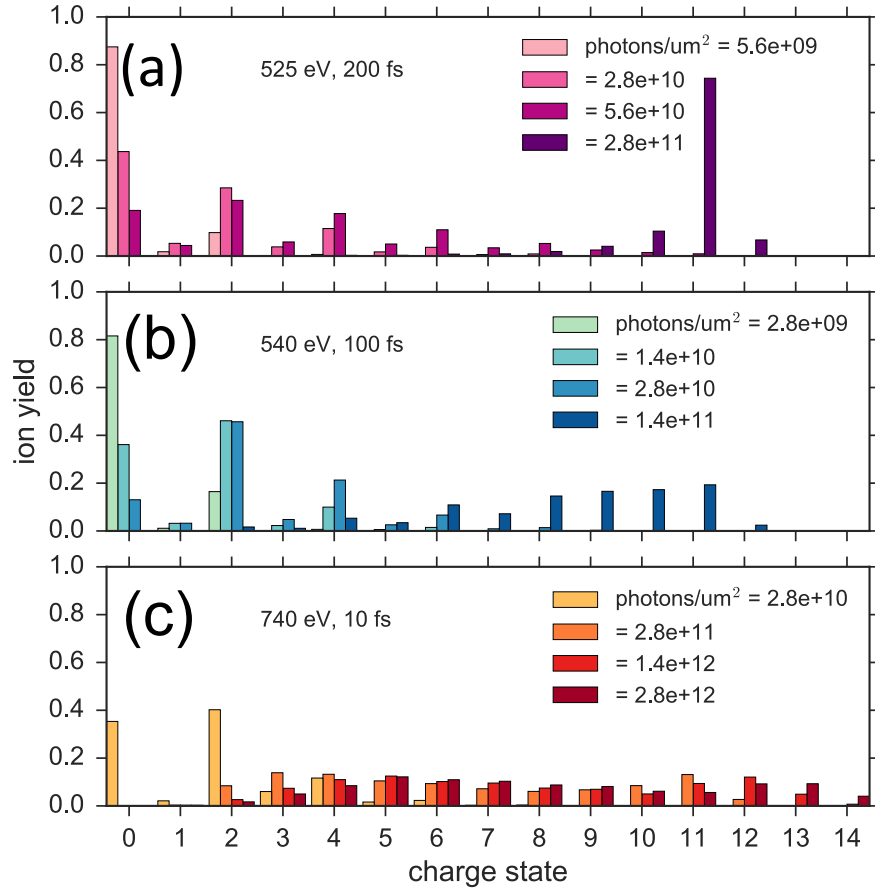 1.0
0.8
0.6
0.4
0.2
0.0
(a)
525 eV, 200 fs
photons/um² = 5.6e+09
= 2.8e+10
= 5.6e+10
= 2.8e+11
1.0
0.8
0.6
0.4
0.2
0.0
ion yield
(b)
540 eV, 100 fs
photons/um² = 2.8e+09
= 1.4e+10
= 2.8e+10
= 1.4e+11
1.0
0.8
0.6
0.4
0.2
0.0
(c)
740 eV, 10 fs
photons/um² = 2.8e+10
= 2.8e+11
= 1.4e+12
= 2.8e+12
0 1 2 3 4 5 6 7 8 9 10 11 12 13 14
charge state